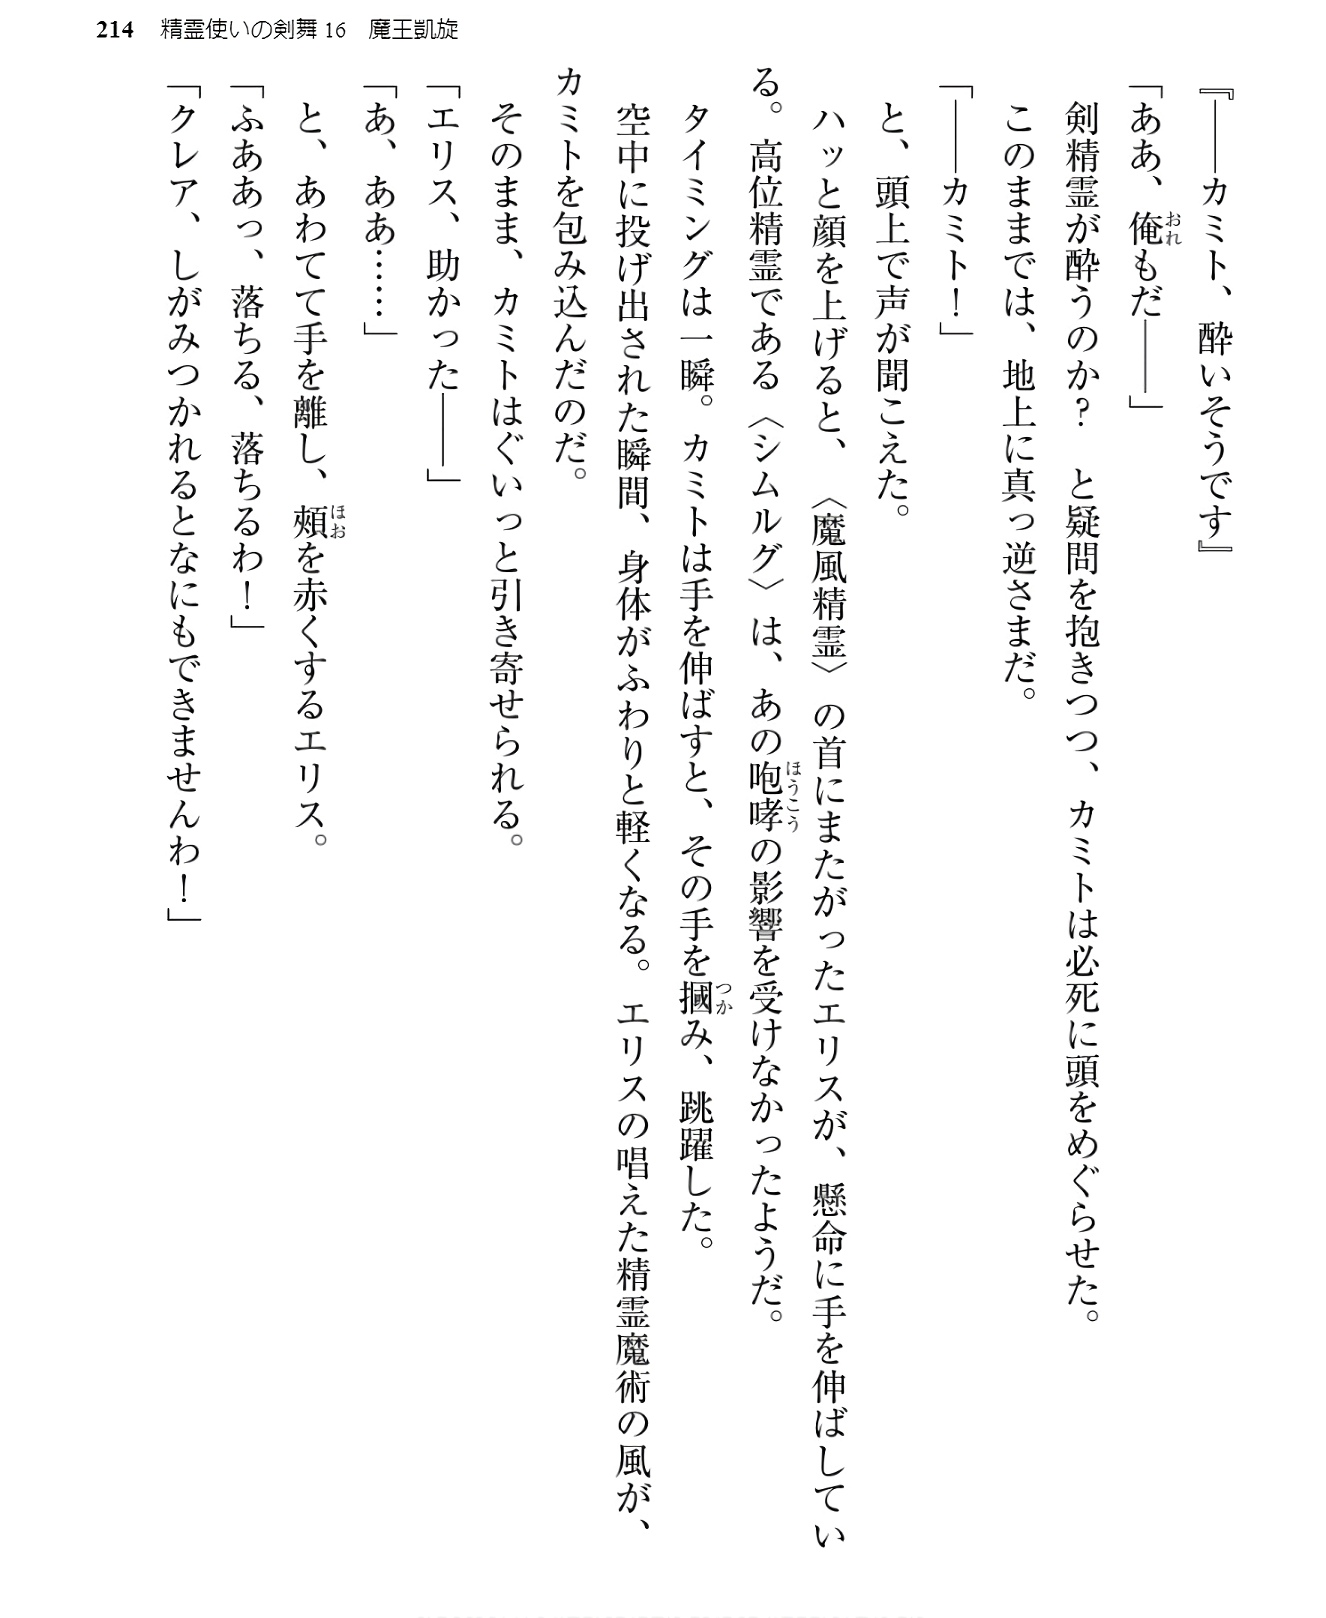 214 精霊使いの剣舞16 魔王凱旋
『――カミト、酔いそうです』
「ああ、俺もだ――」
剣精霊が酔うのか？　と疑問を抱きつつ、カミトは必死に頭をめぐらせた。
このままでは、地上に真っ逆さまだ。
「――カミト！」
と、頭上で声が聞こえた。
ハッと顔を上げると、〈魔風精霊〉の首にまたがったエリスが、懸命に手を伸ばしてい
る。高位精霊である〈シムルグ〉は、あの咆哮の影響を受けなかったようだ。
タイミングは一瞬。カミトは手を伸ばすと、その手を摑み、跳躍した。
空中に投げ出された瞬間、身体がふわりと軽くなる。エリスの唱えた精霊魔術の風が、
カミトを包み込んだのだ。
そのまま、カミトはぐいっと引き寄せられる。
「エリス、助かった――」
「あ、ああ……」
と、あわてて手を離し、頰を赤くするエリス。
「ふああっ、落ちる、落ちるわ！」
「クレア、しがみつかれるとなにもできませんわ！」